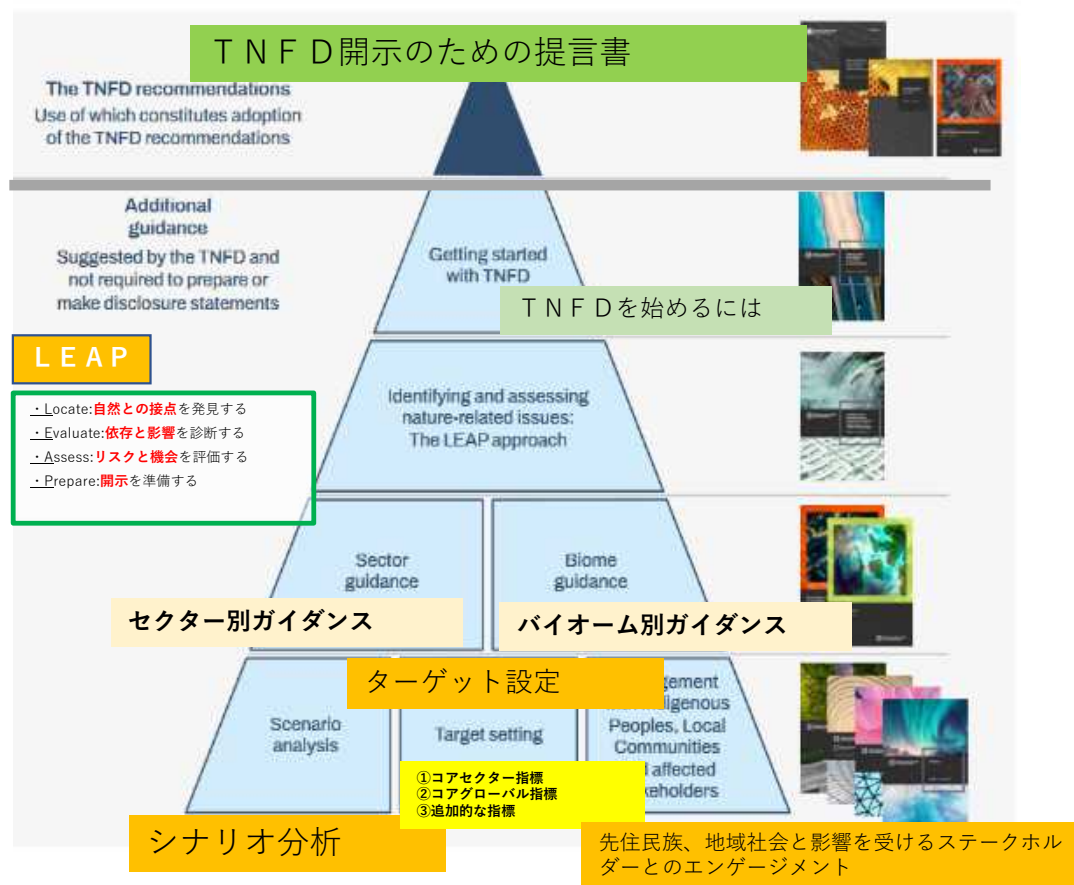 ＴＮＦＤ開示のための提言書
The TNFD recommendations
Use of which constitutes adoption
of the TNFD recommendations
Additional
guidance
Suggested by the TNFD and
not required to prepare or
make disclosure statements
Getting started
with TNFD
ＴＮＦＤを始めるには
ＬＥＡＰ
・Locate:自然との接点を発見する
・Evaluate:依存と影響を診断する
・Assess:リスクと機会を評価する
・Prepare:開示を準備する
Identifying and assessing
nature-related issues:
The LEAP approach
Sector
guidance
Biome
guidance
セクター別ガイダンス
バイオーム別ガイダンス
ターゲット設定
Scenario
analysis
Target setting
Peoples, Local
Communities
affected
①コアセクター指標
②コアグローバル指標
③追加的な指標
シナリオ分析
先住民族、地域社会と影響を受けるステークホル
ダーとのエンゲージメント